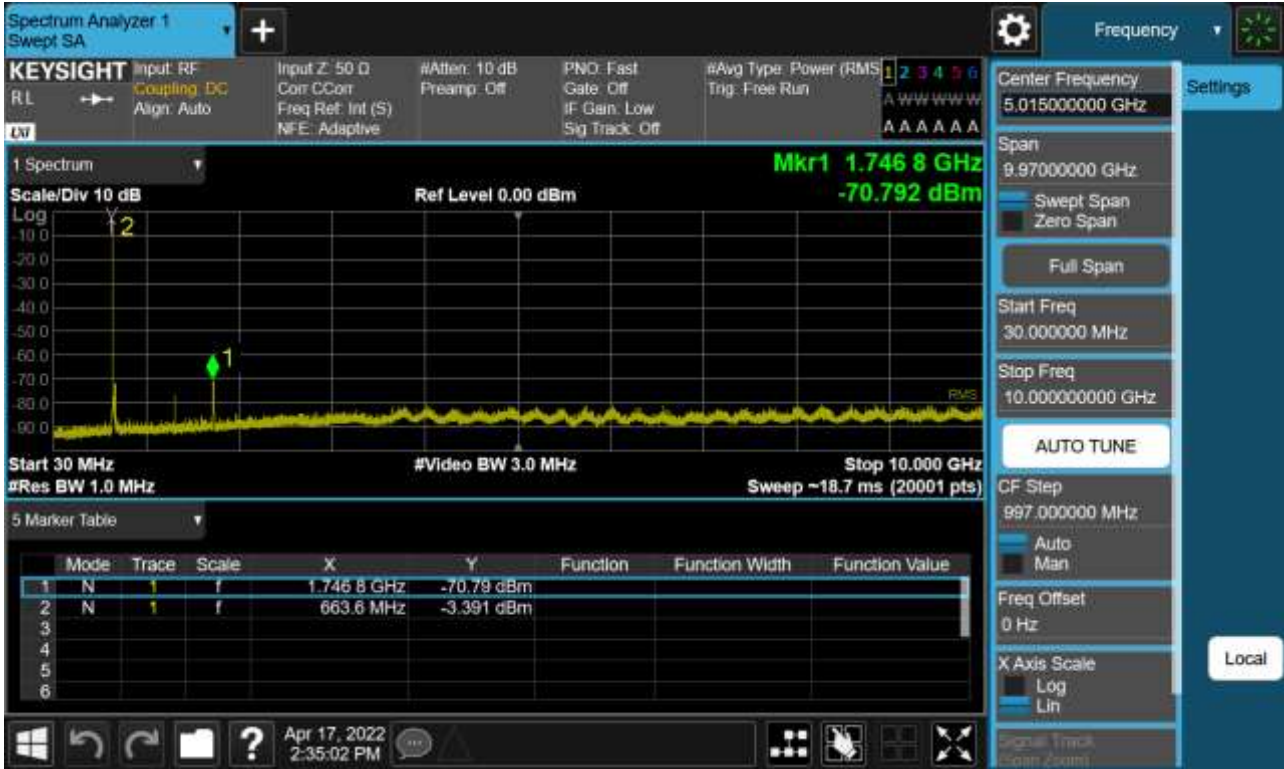 Spectrum Analyzer 1
Swept SA
+
Frequency
KEYSIGHT
RL
LXI
Input: RF
Coupling: DC
Align: Auto
Input Z: 50 Ω
Corr CCorr
Freq Ref: Int (S)
NFE: Adaptive
#Atten: 10 dB
Preamp: Off
PNO: Fast
Gate: Off
IF Gain: Low
Sig Track: Off
#Avg Type: Power (RMS
Trig: Free Run
1 2 3 4 5 6
A W W W W W
A A A A A A
1 Spectrum
Scale/Div 10 dB
Ref Level 0.00 dBm
Mkr1 1.746 8 GHz
-70.792 dBm
Log
-10.0
-20.0
-30.0
-40.0
-50.0
-60.0
-70.0
-80.0
-90.0
2
1
RMS
Start 30 MHz
#Video BW 3.0 MHz
Stop 10.000 GHz
#Res BW 1.0 MHz
Sweep ~18.7 ms (20001 pts)
5 Marker Table
Mode Trace Scale X Y Function Function Width Function Value
1 N 1 f 1.746 8 GHz -70.79 dBm
2 N 1 f 663.6 MHz -3.391 dBm
3
4
5
6
Apr 17, 2022
2:35:02 PM
?
Center Frequency
5.015000000 GHz
Span
9.97000000 GHz
Swept Span
Zero Span
Full Span
Start Freq
30.000000 MHz
Stop Freq
10.000000000 GHz
AUTO TUNE
CF Step
997.000000 MHz
Auto
Man
Freq Offset
0 Hz
X Axis Scale
Log
Lin
Signal Track
(Span Zoom)
Settings
Local